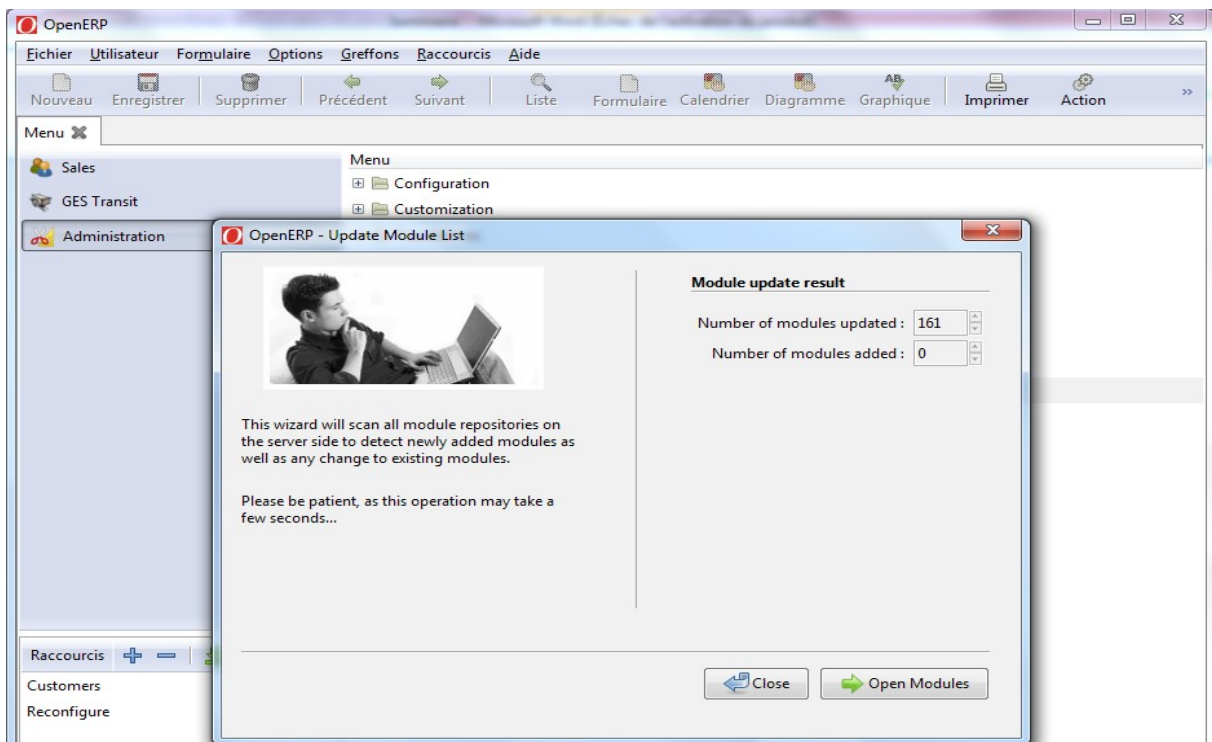 OpenERP
Fichier Utilisateur Formulaire Options Greffons Raccourcis Aide
Nouveau Enregistrer Supprimer Précédent Suivant Liste Formulaire Calendrier Diagramme Graphique Imprimer Action »
Menu
Sales
GES Transit
Administration
Menu
Configuration
Customization
OpenERP - Update Module List
This wizard will scan all module repositories on
the server side to detect newly added modules as
well as any change to existing modules.
Please be patient, as this operation may take a
few seconds...
Module update result
Number of modules updated : 161
Number of modules added : 0
Close Open Modules
Raccourcis
Customers
Reconfigure